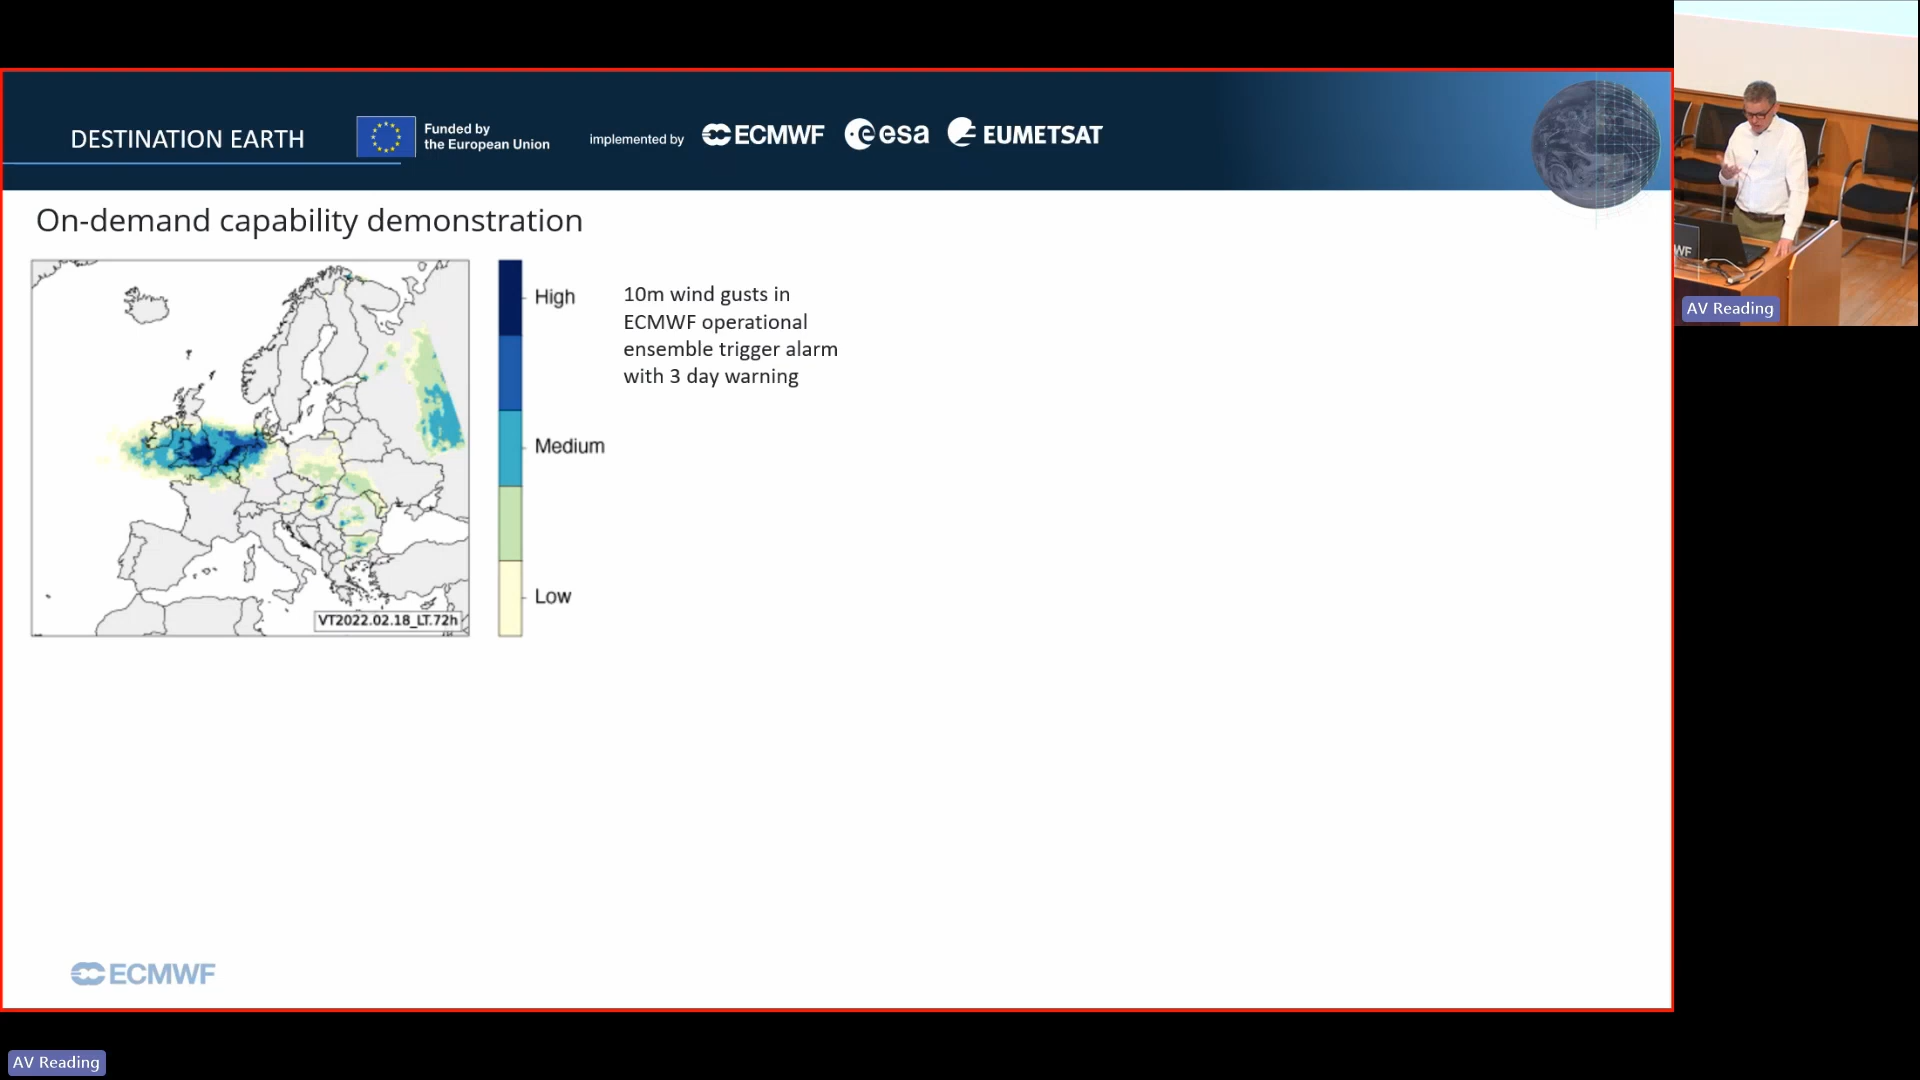 DESTINATION EARTH
Funded by
the European Union
implemented by
ECMWF
esa
EUMETSAT
On-demand capability demonstration
High
Medium
Low
VT2022.02.18_LT.72h
10m wind gusts in
ECMWF operational
ensemble trigger alarm
with 3 day warning
ECMWF
WF
AV Reading
AV Reading